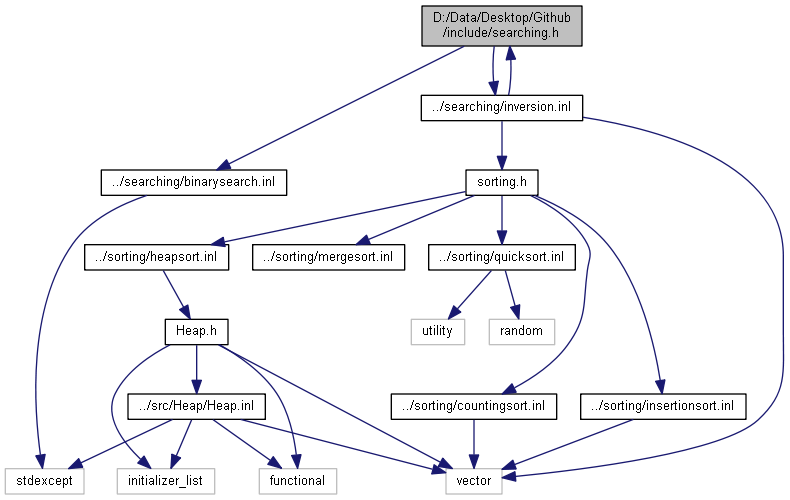 D:/Data/Desktop/Github
/include/searching.h
../searching/inversion.inl
../searching/binarysearch.inl
sorting.h
../sorting/heapsort.inl
../sorting/mergesort.inl
../sorting/quicksort.inl
Heap.h
utility
random
../src/Heap/Heap.inl
../sorting/countingsort.inl
../sorting/insertionsort.inl
stdexcept
initializer_list
functional
vector